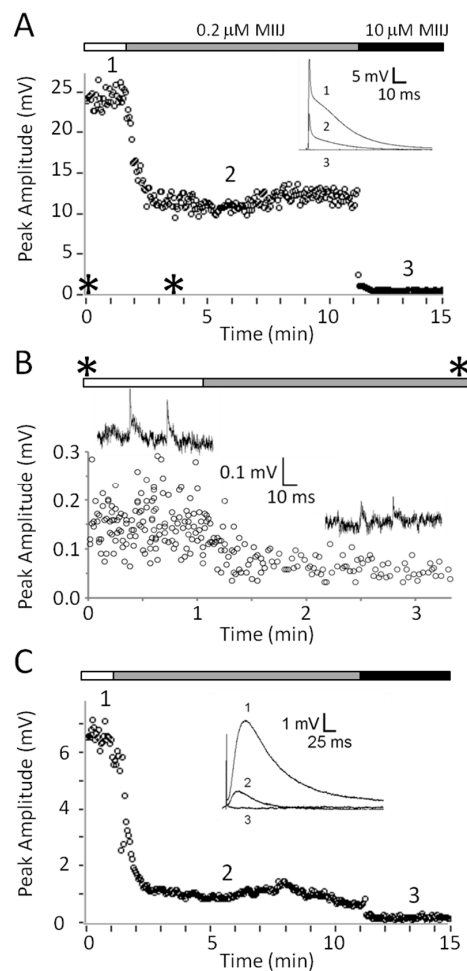 A
0.2 µM MIIJ
10 µM MIIJ
1
25
20
15
10
5
0
Peak Amplitude (mV)
2
3
5 mV
10 ms
1
2
3
*
*
0
5
10
15
Time (min)
B
*
*
0.3
0.2
0.1
0.0
Peak Amplitude (mV)
0.1 mV
10 ms
0
1
2
3
Time (min)
C
1
6
4
2
0
Peak Amplitude (mV)
2
3
1
2
3
1 mV
25 ms
0
5
10
15
Time (min)